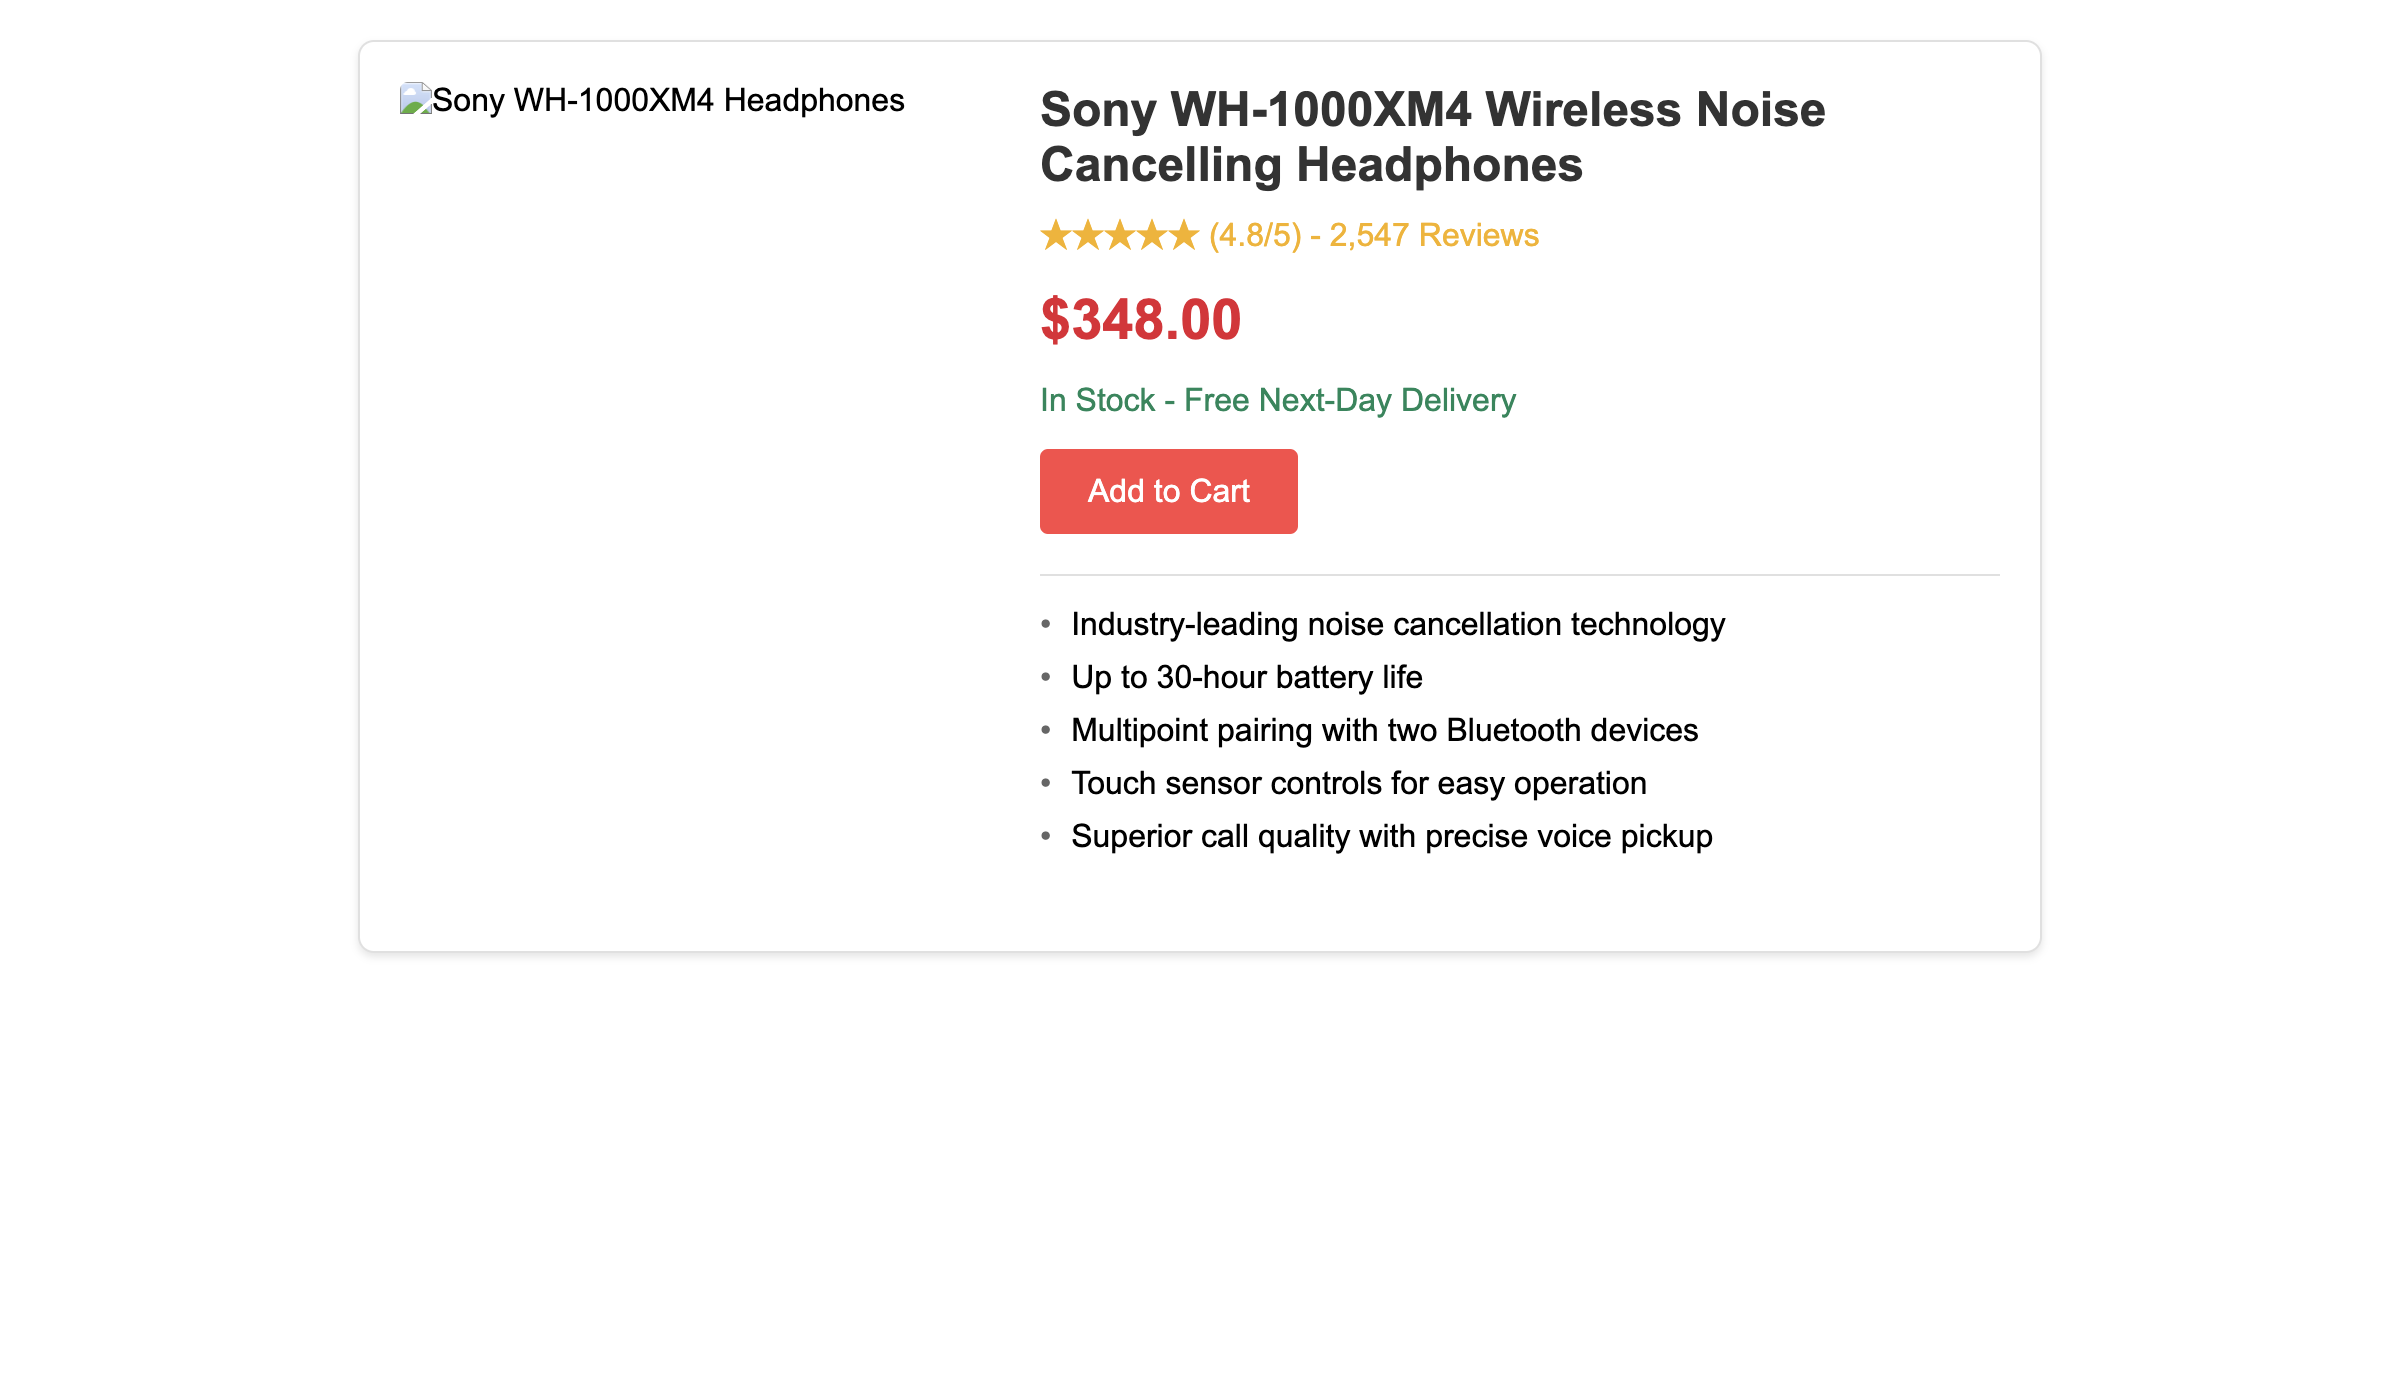 Sony WH-1000XM4 Headphones
Sony WH-1000XM4 Wireless Noise
Cancelling Headphones
★★★★★ (4.8/5) - 2,547 Reviews
$348.00
In Stock - Free Next-Day Delivery
Add to Cart
• Industry-leading noise cancellation technology
• Up to 30-hour battery life
• Multipoint pairing with two Bluetooth devices
• Touch sensor controls for easy operation
• Superior call quality with precise voice pickup